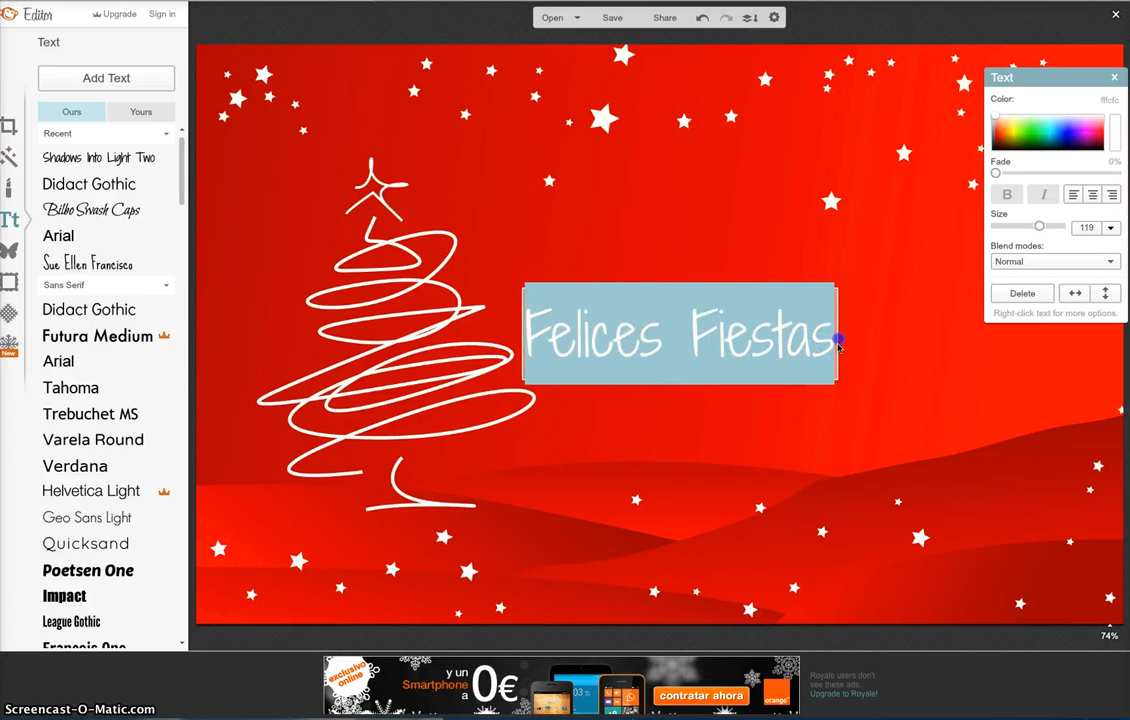 Editor
Upgrade
Sign in
Open
Save
Share
Text
Add Text
Ours
Yours
Recent
Shadows Into Light Two
Didact Gothic
Bilbo Swash Caps
Arial
Sue Ellen Francisco
Sans Serif
Didact Gothic
Futura Medium
Arial
Tahoma
Trebuchet MS
Varela Round
Verdana
Helvetica Light
Geo Sans Light
Quicksand
Poetsen One
Impact
League Gothic
Francois One
Tt
New
Felices Fiestas
Text
Color:
fffcfc
Fade
0%
B
I
Size
119
Blend modes:
Normal
Delete
Right-click text for more options.
74%
exclusivo
online
y un
Smartphone
a
0€
contratar ahora
orange
Royale users don't
see these ads.
Upgrade to Royale!
Screencast-O-Matic.com